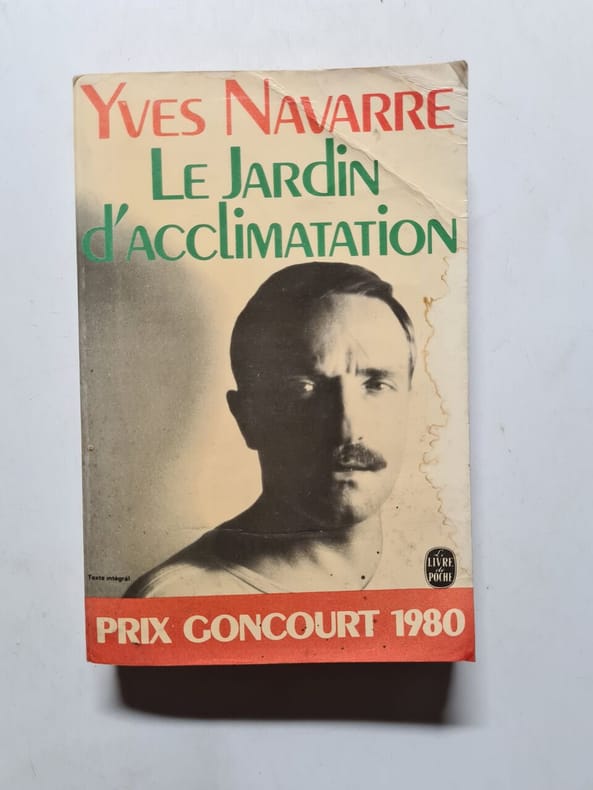 Yves Navarre
Le Jardin
d'acclimatation
Texte intégral
Le
LIVRE
de
POCHE
PRIX GONCOURT 1980